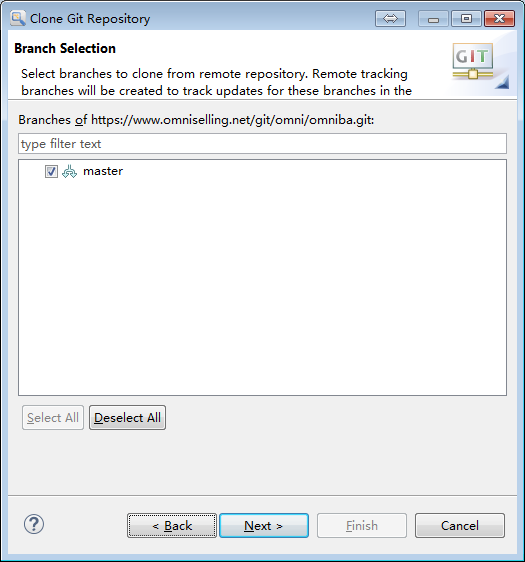 Clone Git Repository
Branch Selection
GIT
Select branches to clone from remote repository. Remote tracking
branches will be created to track updates for these branches in the
Branches of https://www.omniselling.net/git/omni/omniba.git:
type filter text
master
Select All
Deselect All
?
< Back
Next >
Finish
Cancel